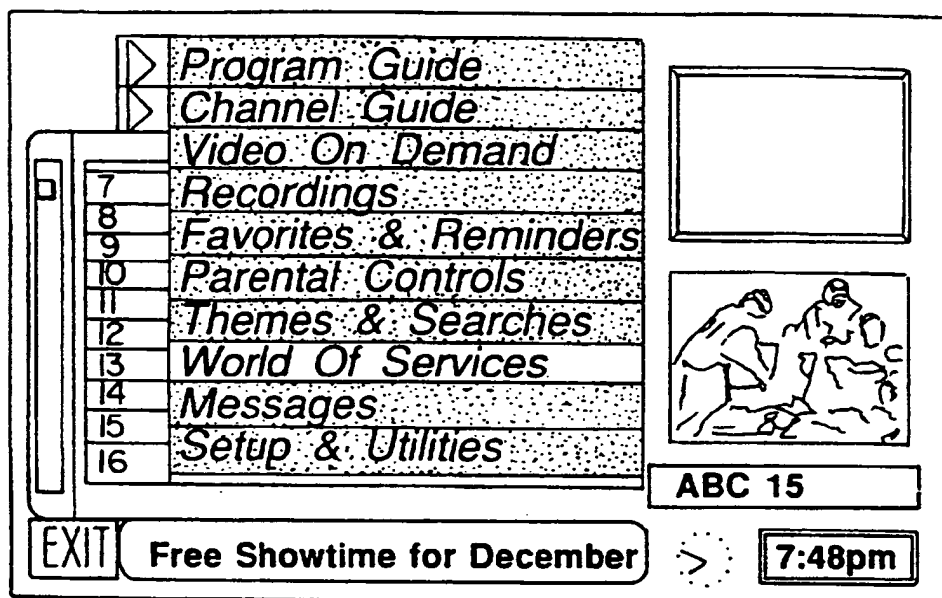 Program Guide
Channel Guide
Video On Demand
7 Recordings
8
9 Favorites & Reminders
10 Parental Controls
11
12 Themes & Searches
13 World Of Services
14 Messages
15
16 Setup & Utilities
ABC 15
EXIT Free Showtime for December 7:48pm